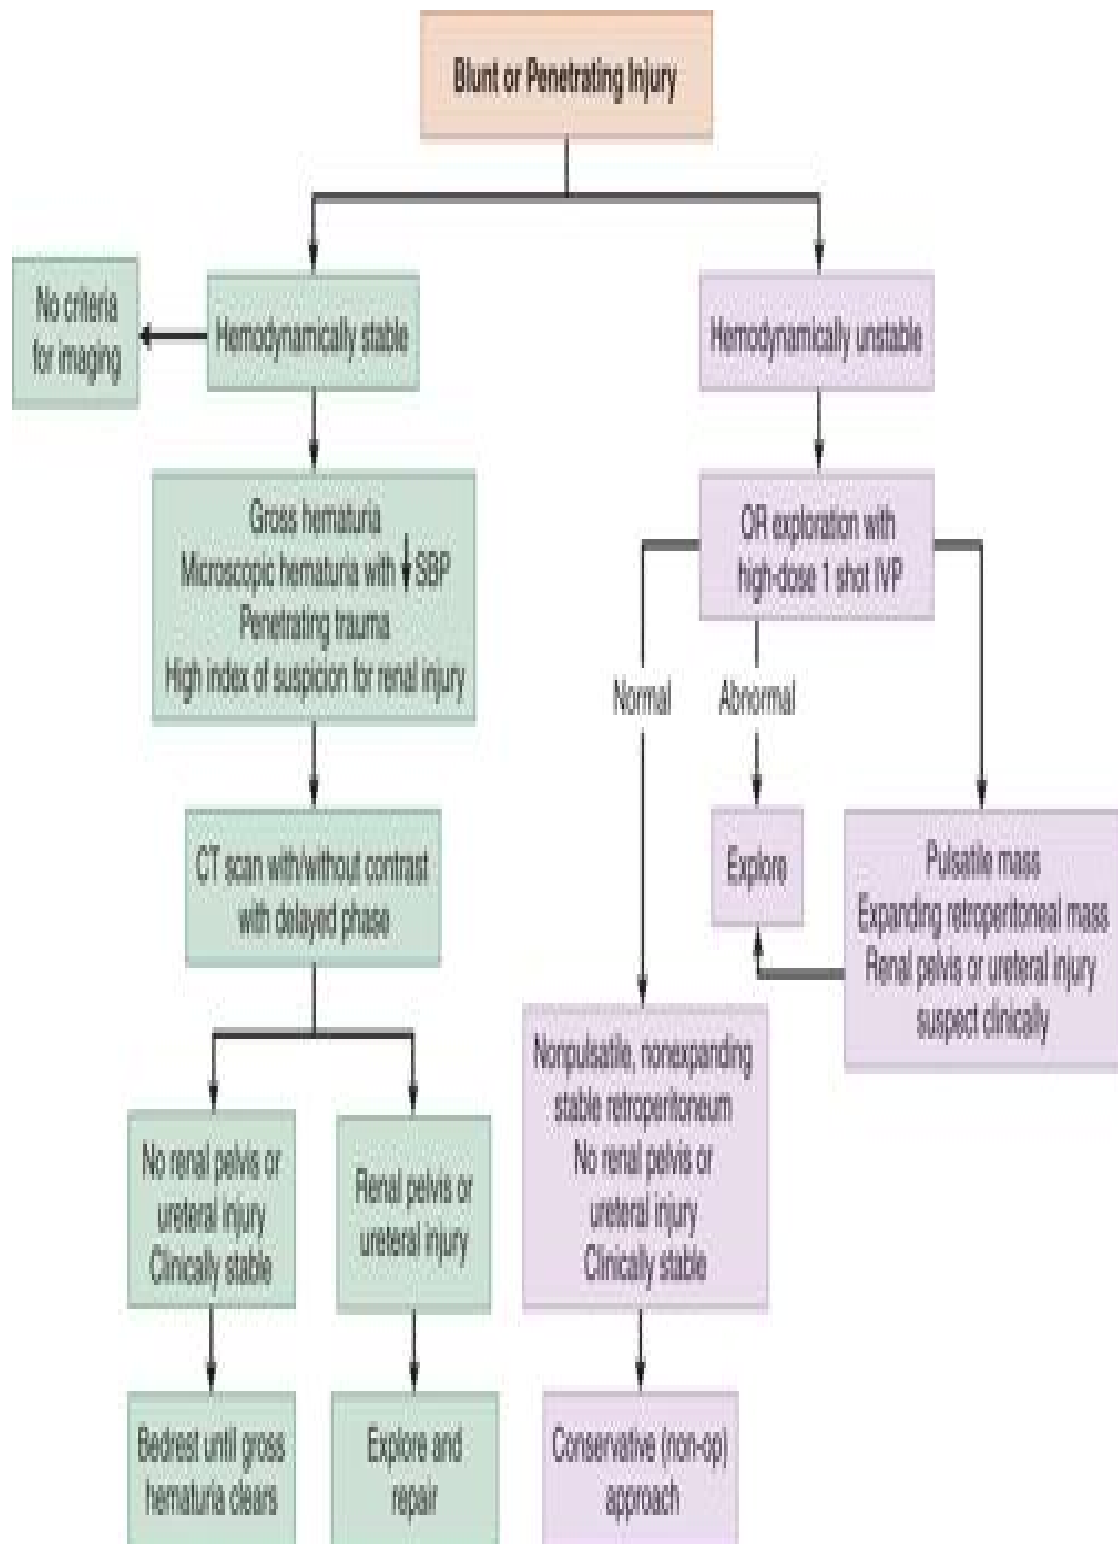 Blunt or Penetrating Injury
No criteria
for imaging
Hemodynamically stable
Hemodynamically unstable
Gross hematuria
Microscopic hematuria with ↓ SBP
Penetrating trauma
High index of suspicion for renal injury
OR exploration with
high-dose 1 shot IVP
Normal
Abnormal
CT scan with/without contrast
with delayed phase
Explore
Pulsatile mass
Expanding retroperitoneal mass
Renal pelvis or ureteral injury
suspect clinically
No renal pelvis or
ureteral injury
Clinically stable
Renal pelvis or
ureteral injury
Nonpulsatile, nonexpanding
stable retroperitoneum
No renal pelvis or
ureteral injury
Clinically stable
Bedrest until gross
hematuria clears
Explore and
repair
Conservative (non-op)
approach